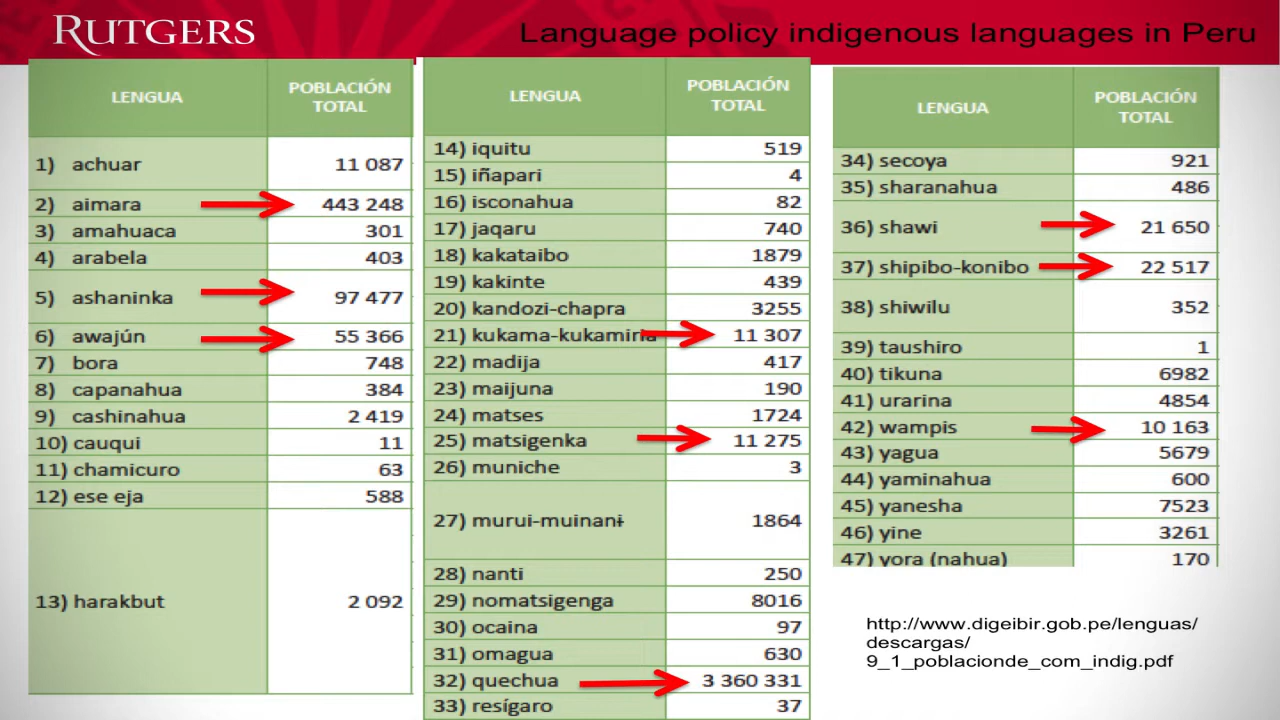 RUTGERS
Language policy indigenous languages in Peru
LENGUA POBLACIÓN TOTAL
1) achuar 11 087
2) aimara 443 248
3) amahuaca 301
4) arabela 403
5) ashaninka 97 477
6) awajún 55 366
7) bora 748
8) capanahua 384
9) cashinahua 2 419
10) cauqui 11
11) chamicuro 63
12) ese eja 588
13) harakbut 2 092
LENGUA POBLACIÓN TOTAL
14) iquitu 519
15) iñapari 4
16) isconahua 82
17) jaqaru 740
18) kakataibo 1879
19) kakinte 439
20) kandozi-chapra 3255
21) kukama-kukamiria 11 307
22) madija 417
23) maijuna 190
24) matses 1724
25) matsigenka 11 275
26) muniche 3
27) murui-muinanɨ 1864
28) nanti 250
29) nomatsigenga 8016
30) ocaina 97
31) omagua 630
32) quechua 3 360 331
33) resígaro 37
LENGUA POBLACIÓN TOTAL
34) secoya 921
35) sharanahua 486
36) shawi 21 650
37) shipibo-konibo 22 517
38) shiwilu 352
39) taushiro 1
40) tikuna 6982
41) urarina 4854
42) wampis 10 163
43) yagua 5679
44) yaminahua 600
45) yanesha 7523
46) yine 3261
47) yora (nahua) 170
http://www.digeibir.gob.pe/lenguas/
descargas/
9_1_poblacionde_com_indig.pdf